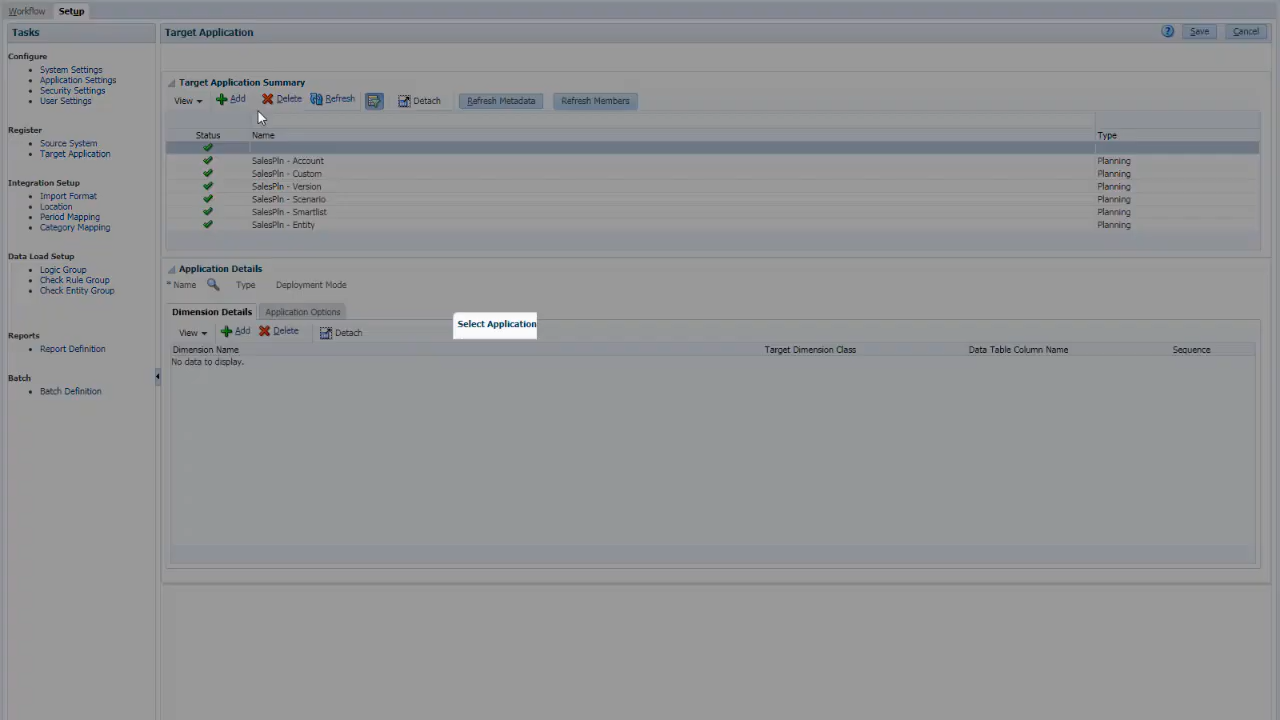 Workflow Setup
Tasks
Configure
System Settings
Application Settings
Security Settings
User Settings
Register
Source System
Target Application
Integration Setup
Import Format
Location
Period Mapping
Category Mapping
Data Load Setup
Logic Group
Check Rule Group
Check Entity Group
Reports
Report Definition
Batch
Batch Definition
Target Application ? Save Cancel
Target Application Summary
View Add Delete Refresh Detach Refresh Metadata Refresh Members
Status Name Type
SalesPln - Account Planning
SalesPln - Custom Planning
SalesPln - Version Planning
SalesPln - Scenario Planning
SalesPln - Smartlist Planning
SalesPln - Entity Planning
Application Details
* Name Type Deployment Mode
Dimension Details Application Options
Select Application
View Add Delete Detach
Dimension Name Target Dimension Class Data Table Column Name Sequence
No data to display.